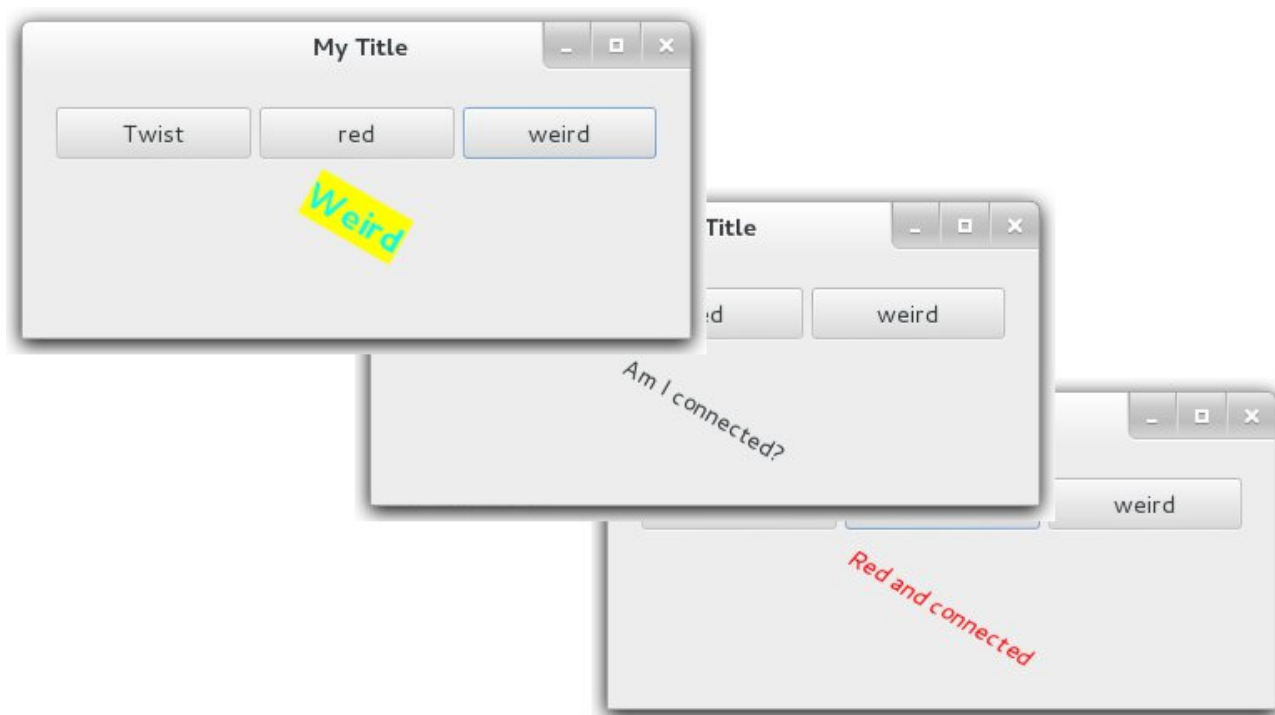 My Title
Twist red weird
Weird
Title
ed weird
Am I connected?
weird
Red and connected